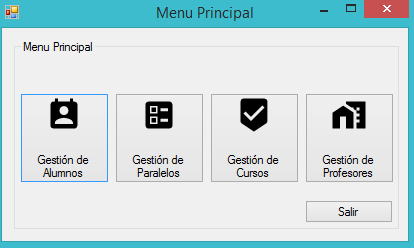 Menu Principal
Menu Principal
Gestión de
Alumnos
Gestión de
Paralelos
Gestión de
Cursos
Gestión de
Profesores
Salir